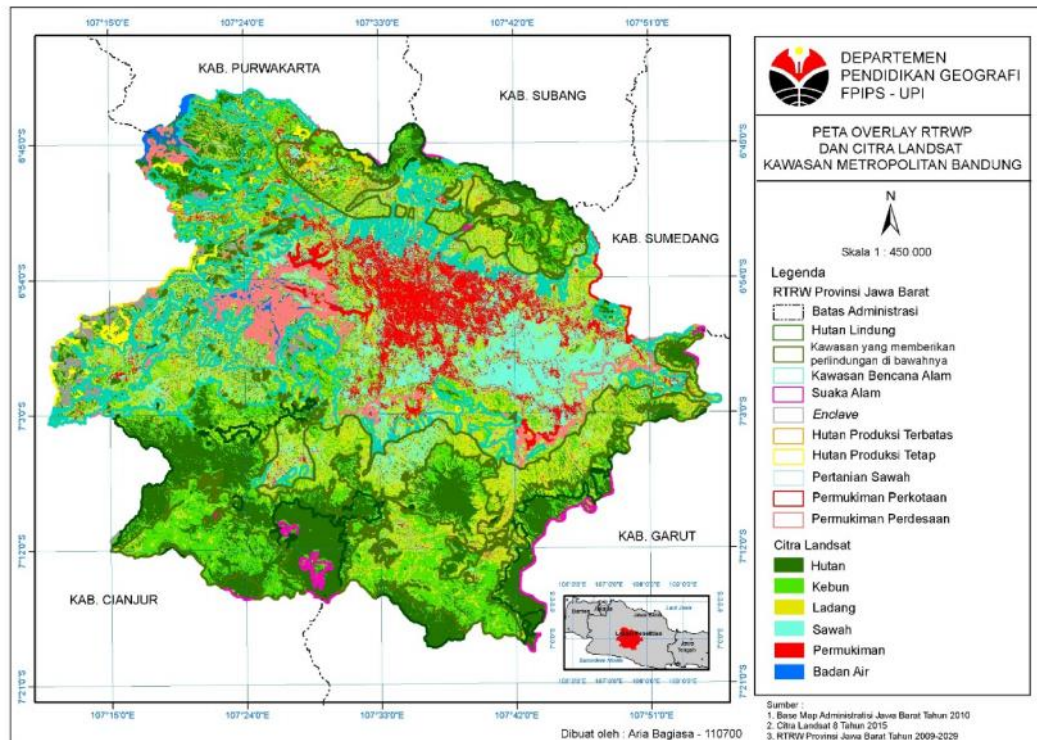 107°15'0"E 107°24'0"E 107°33'0"E 107°42'0"E 107°51'0"E
KAB. PURWAKARTA
KAB. SUBANG
KAB. SUMEDANG
KAB. GARUT
KAB. CIANJUR
6°45'0"S 6°45'0"S
6°54'0"S 6°54'0"S
7°3'0"S 7°3'0"S
7°12'0"S 7°12'0"S
7°21'0"S 7°21'0"S
107°15'0"E 107°24'0"E 107°33'0"E 107°42'0"E 107°51'0"E
Dibuat oleh : Aria Bagiasa - 110700
DEPARTEMEN
PENDIDIKAN GEOGRAFI
FPIPS - UPI
PETA OVERLAY RTRWP
DAN CITRA LANDSAT
KAWASAN METROPOLITAN BANDUNG
N
Skala 1 : 450 000
Legenda
RTRW Provinsi Jawa Barat
Batas Administrasi
Hutan Lindung
Kawasan yang memberikan
perlindungan di bawahnya
Kawasan Bencana Alam
Suaka Alam
Enclave
Hutan Produksi Terbatas
Hutan Produksi Tetap
Pertanian Sawah
Permukiman Perkotaan
Permukiman Perdesaan
Citra Landsat
Hutan
Kebun
Ladang
Sawah
Permukiman
Badan Air
Sumber :
1. Base Map Administratisi Jawa Barat Tahun 2010
2. Citra Landsat 8 Tahun 2015
3. RTRW Provinsi Jawa Barat Tahun 2009-2029